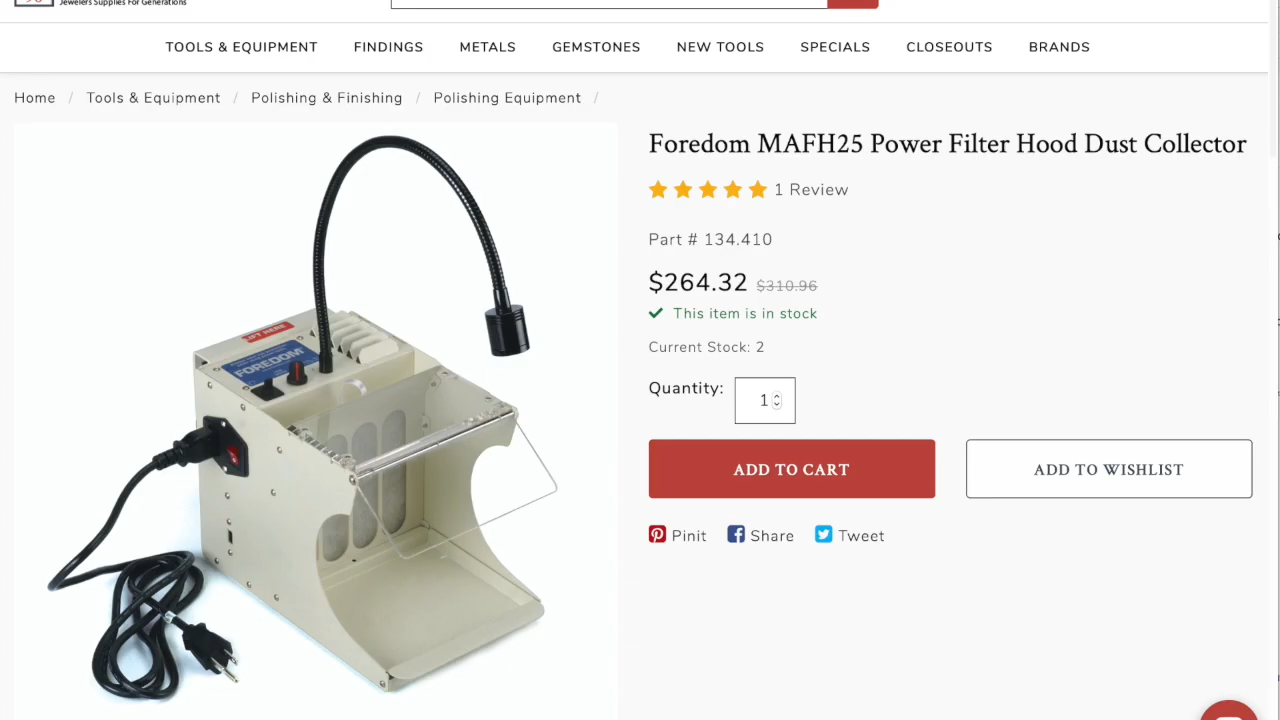 Jewelers Supplies For Generations
TOOLS & EQUIPMENT FINDINGS METALS GEMSTONES NEW TOOLS SPECIALS CLOSEOUTS BRANDS
Home / Tools & Equipment / Polishing & Finishing / Polishing Equipment /
Foredom MAFH25 Power Filter Hood Dust Collector
1 Review
Part # 134.410
$264.32 $310.96
This item is in stock
Current Stock: 2
Quantity: 1
ADD TO CART ADD TO WISHLIST
Pinit Share Tweet
LIFT HERE
FOREDOM